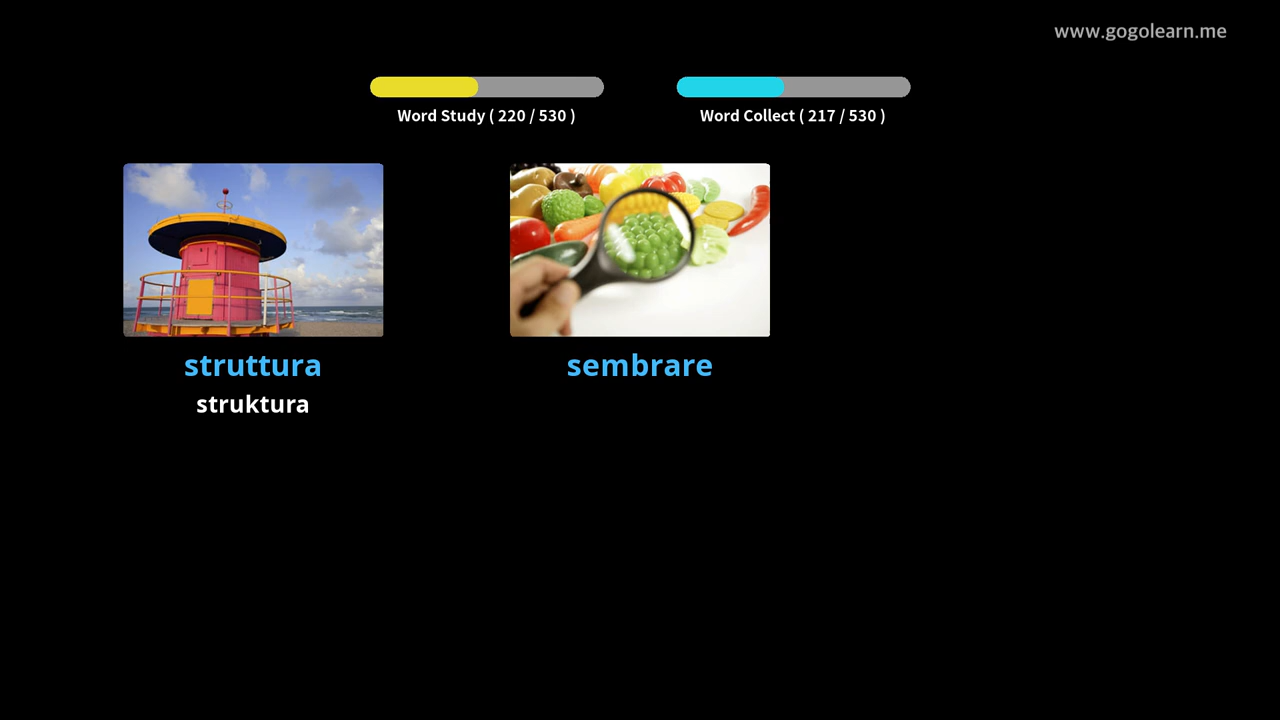 www.gogolearn.me
Word Study ( 220 / 530 )
Word Collect ( 217 / 530 )
struttura
sembrare
struktura